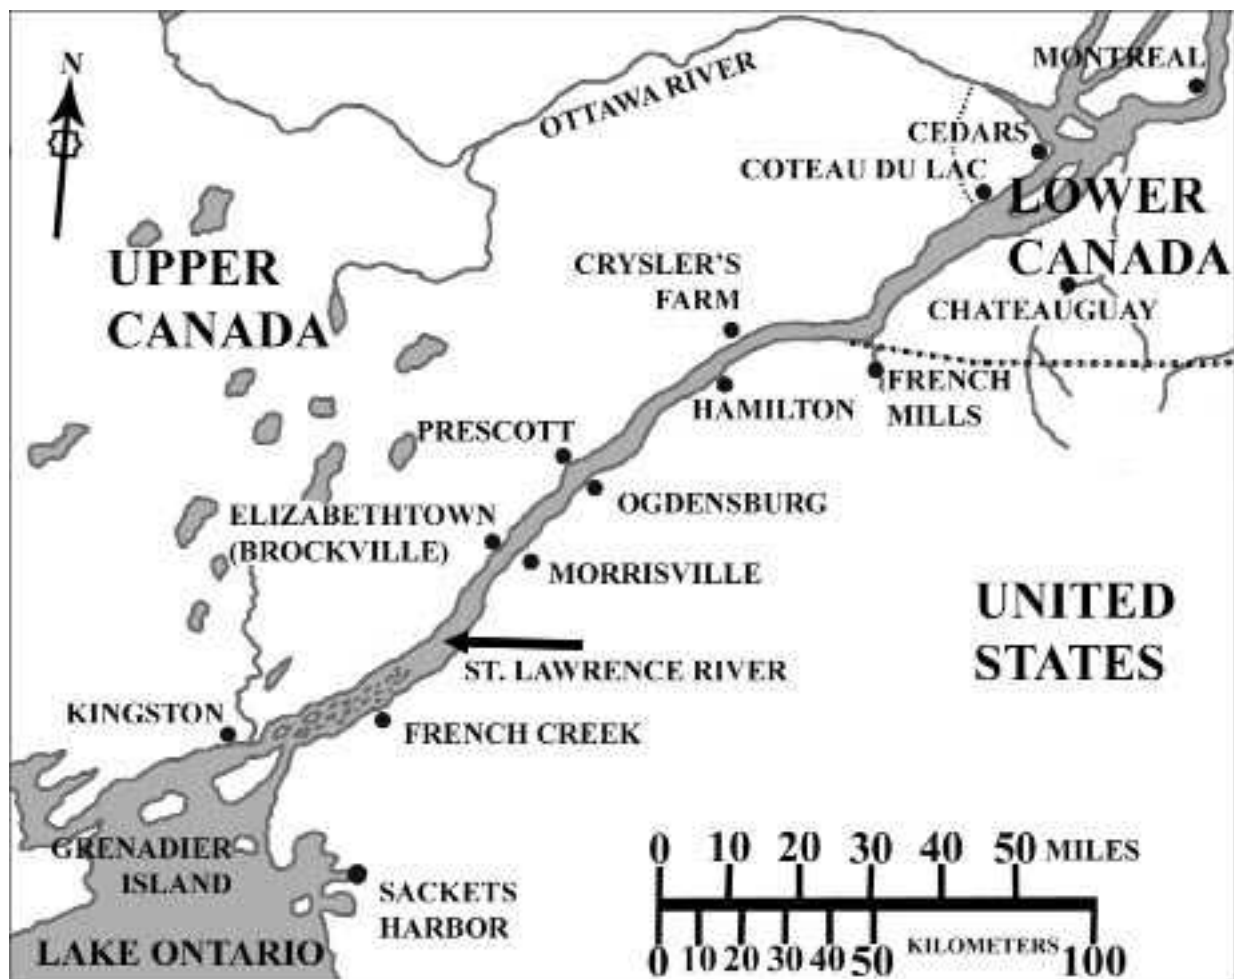 N
MONTREAL
OTTAWA RIVER
CEDARS
COTEAU DU LAC
LOWER
CANADA
UPPER
CANADA
CRYSLER'S
FARM
CHATEAUGUAY
FRENCH
MILLS
HAMILTON
PRESCOTT
OGDENSBURG
ELIZABETHTOWN
(BROCKVILLE)
MORRISVILLE
UNITED
STATES
ST. LAWRENCE RIVER
KINGSTON
FRENCH CREEK
GRENADIER
ISLAND
SACKETS
HARBOR
LAKE ONTARIO
0 10 20 30 40 50 MILES
0 10 20 30 40 50 KILOMETERS 100